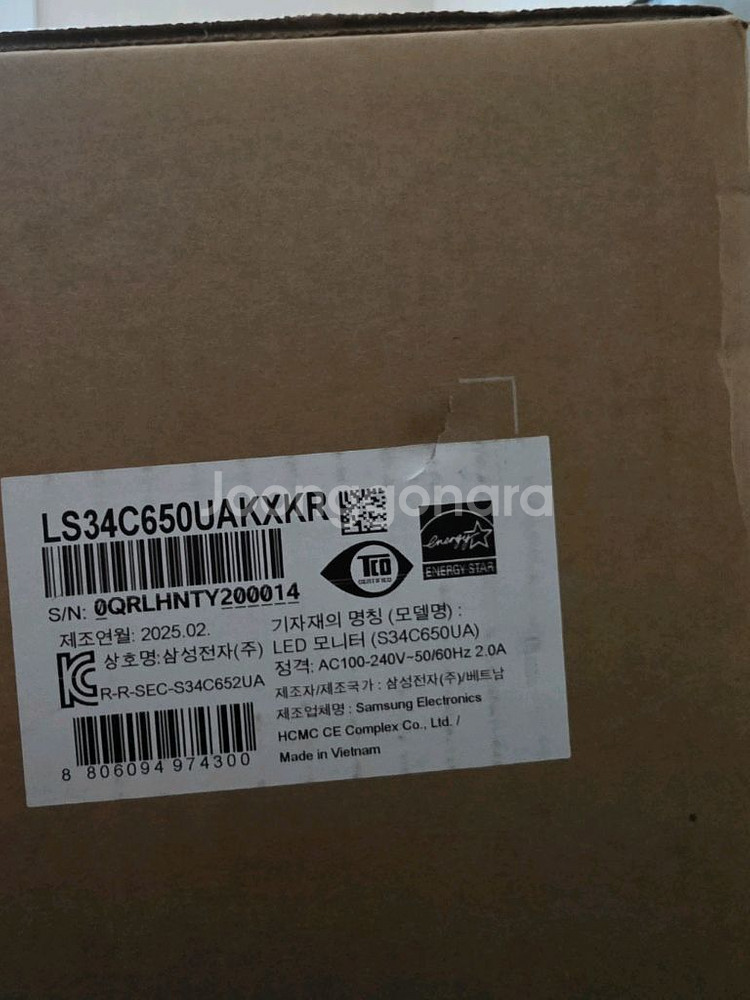 Joonggonara
LS34C650UAKXKR
S/N: 0QRLHNTY200014
제조연월: 2025.02.
상호명:삼성전자(주)
R-R-SEC-S34C652UA
8 806094 974300
TCO
energy
ENERGY STAR
기자재의 명칭 (모델명) :
LED 모니터 (S34C650UA)
정격: AC100-240V~50/60Hz 2.0A
제조자/제조국가 : 삼성전자(주)/베트남
제조업체명 : Samsung Electronics
HCMC CE Complex Co., Ltd. /
Made in Vietnam